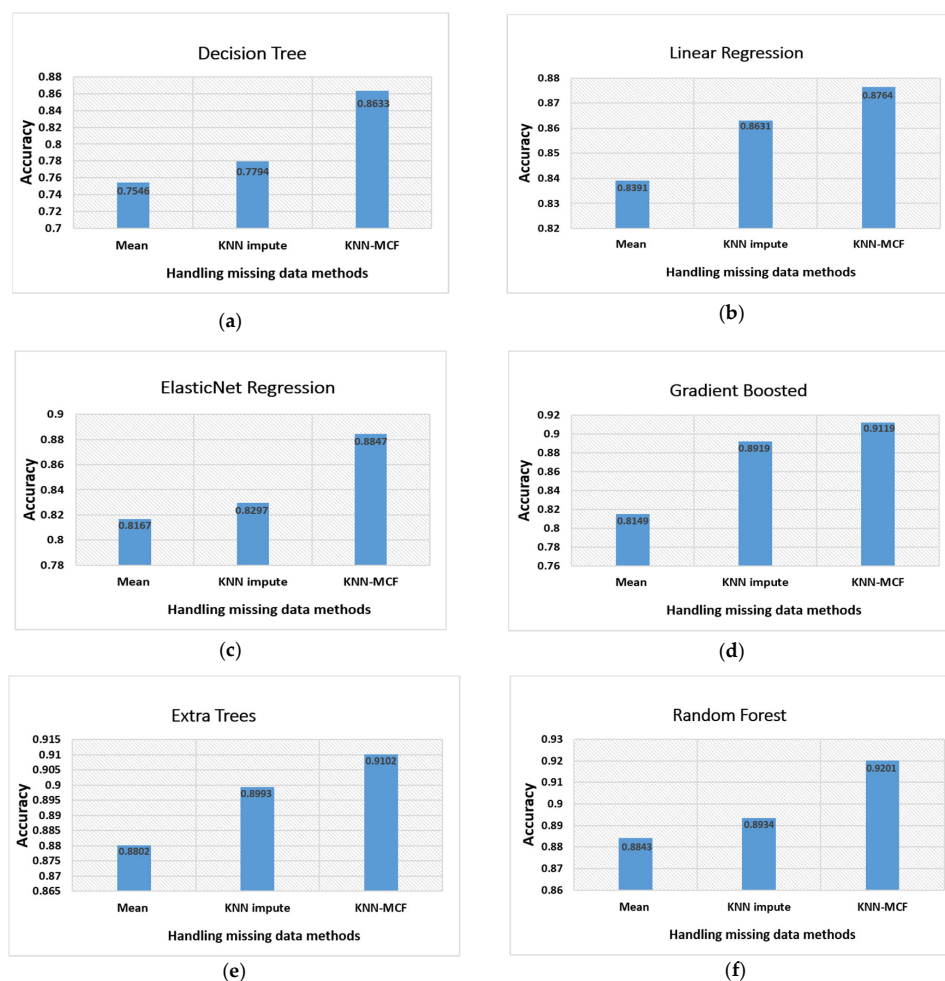 Decision Tree
Accuracy
0.88
0.86
0.84
0.82
0.8
0.78
0.76
0.74
0.72
0.7
0.7546
0.7794
0.8633
Mean KNN impute KNN-MCF
Handling missing data methods
(a)
Linear Regression
Accuracy
0.88
0.87
0.86
0.85
0.84
0.83
0.82
0.8391
0.8631
0.8764
Mean KNN impute KNN-MCF
Handling missing data methods
(b)
ElasticNet Regression
Accuracy
0.9
0.88
0.86
0.84
0.82
0.8
0.78
0.8167
0.8297
0.8847
Mean KNN impute KNN-MCF
Handling missing data methods
(c)
Gradient Boosted
Accuracy
0.92
0.9
0.88
0.86
0.84
0.82
0.8
0.78
0.76
0.8149
0.8919
0.9119
Mean KNN impute KNN-MCF
Handling missing data methods
(d)
Extra Trees
Accuracy
0.915
0.91
0.905
0.9
0.895
0.89
0.885
0.88
0.875
0.87
0.865
0.8802
0.8993
0.9102
Mean KNN impute KNN-MCF
Handling missing data methods
(e)
Random Forest
Accuracy
0.93
0.92
0.91
0.9
0.89
0.88
0.87
0.86
0.8843
0.8934
0.9201
Mean KNN impute KNN-MCF
Handling missing data methods
(f)